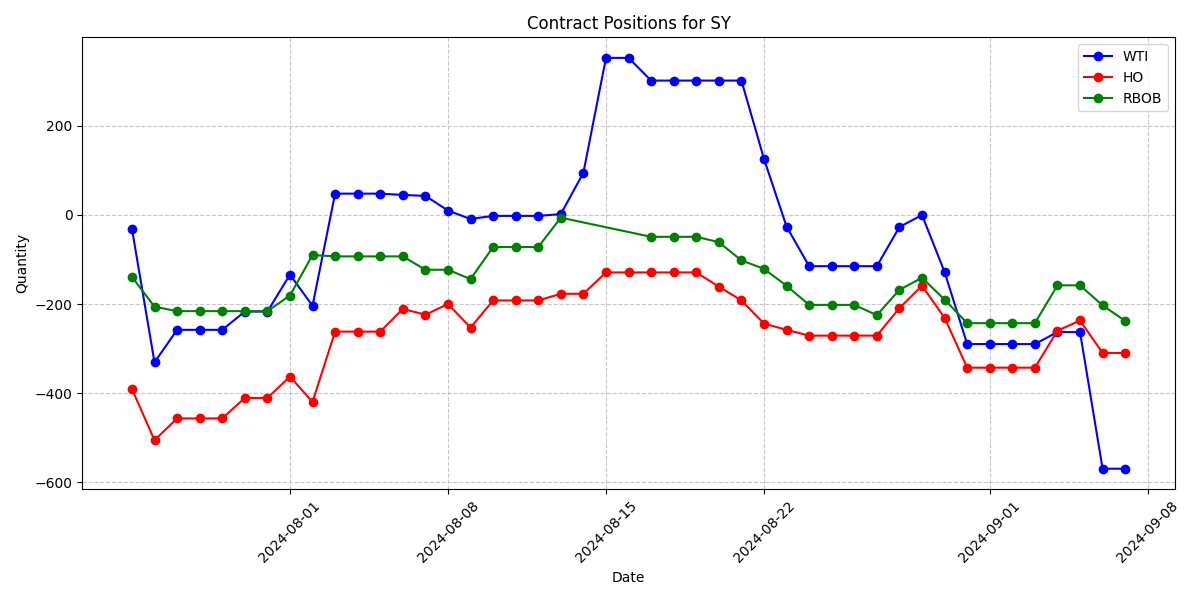 Contract Positions for SY
WTI
HO
RBOB
Quantity
200
0
−200
−400
−600
2024-08-01
2024-08-08
2024-08-15
2024-08-22
2024-09-01
2024-09-08
Date